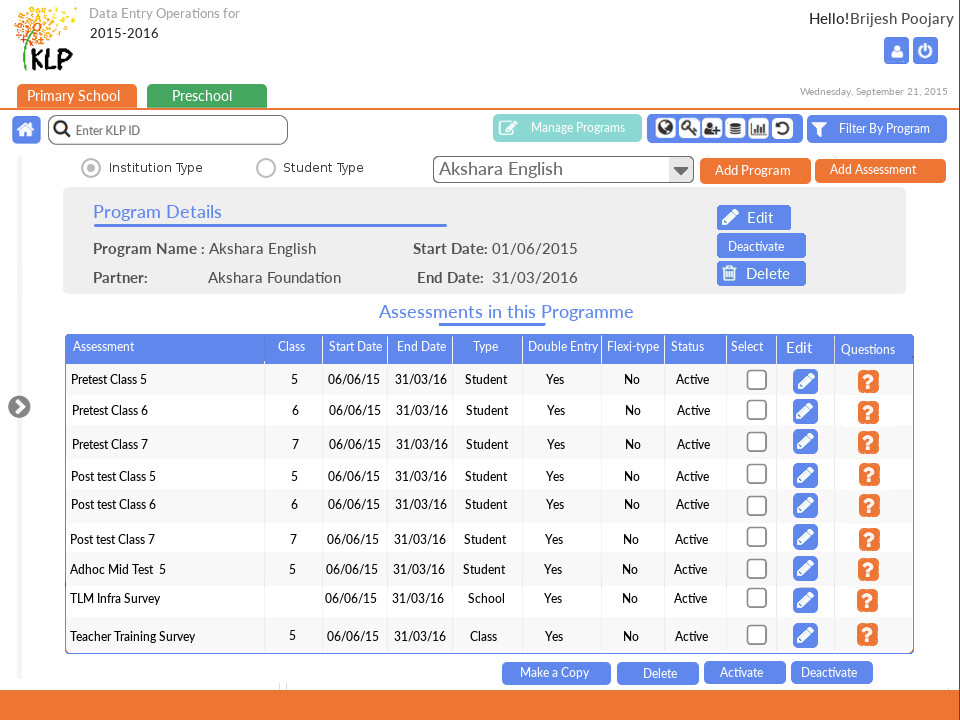 Data Entry Operations for
2015-2016
Hello!Brijesh Poojary
KLP
Primary School
Preschool
Wednesday, September 21, 2015
Enter KLP ID
Manage Programs
Filter By Program
Institution Type
Student Type
Akshara English
Add Program
Add Assessment
Program Details
Edit
Program Name : Akshara English Start Date: 01/06/2015
Deactivate
Partner: Akshara Foundation End Date: 31/03/2016
Delete
Assessments in this Programme
Assessment Class Start Date End Date Type Double Entry Flexi-type Status Select Edit Questions
Pretest Class 5 5 06/06/15 31/03/16 Student Yes No Active ?
Pretest Class 6 6 06/06/15 31/03/16 Student Yes No Active ?
Pretest Class 7 7 06/06/15 31/03/16 Student Yes No Active ?
Post test Class 5 5 06/06/15 31/03/16 Student Yes No Active ?
Post test Class 6 6 06/06/15 31/03/16 Student Yes No Active ?
Post test Class 7 7 06/06/15 31/03/16 Student Yes No Active ?
Adhoc Mid Test 5 5 06/06/15 31/03/16 Student Yes No Active ?
TLM Infra Survey 06/06/15 31/03/16 School Yes No Active ?
Teacher Training Survey 5 06/06/15 31/03/16 Class Yes No Active ?
Make a Copy
Delete
Activate
Deactivate